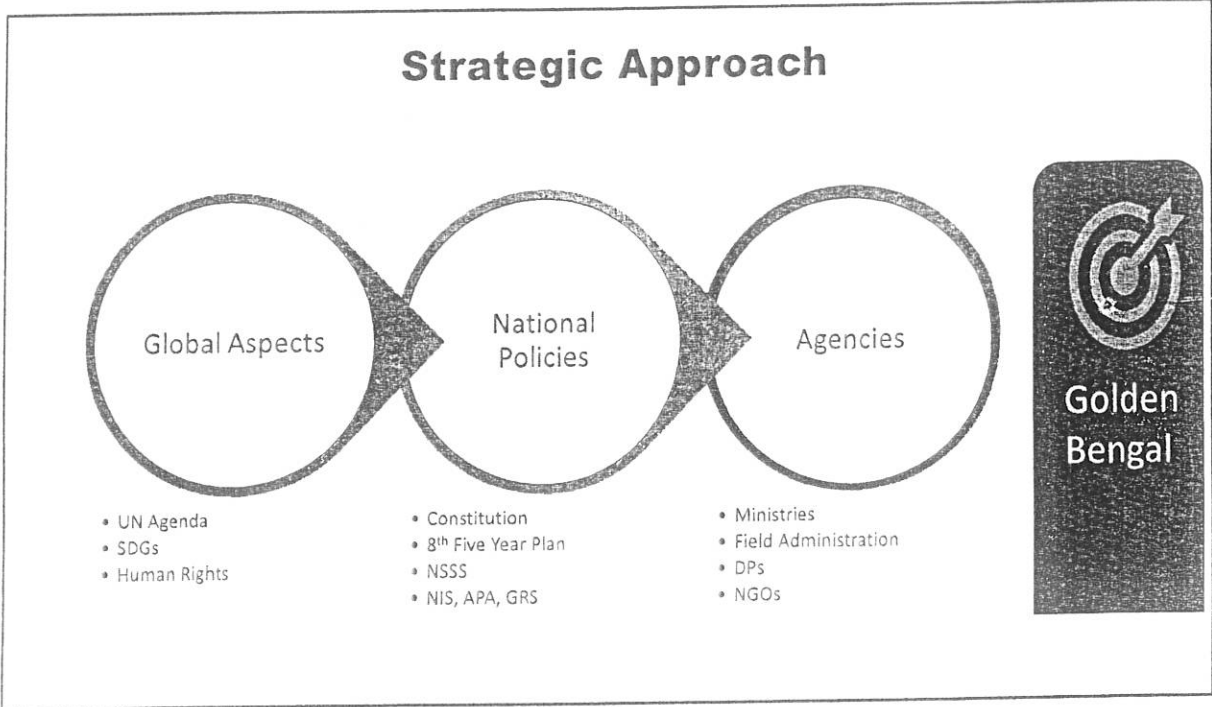 Strategic Approach
Global Aspects
• UN Agenda
• SDGs
• Human Rights
National
Policies
• Constitution
• 8th Five Year Plan
• NSSS
• NIS, APA, GRS
Agencies
• Ministries
• Field Administration
• DPs
• NGOs
Golden
Bengal